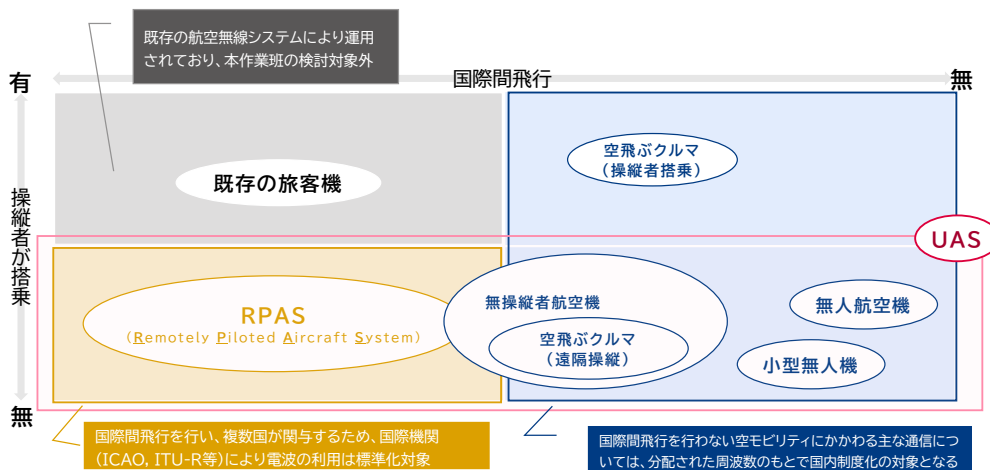 既存の航空無線システムにより運用
されており、本作業班の検討対象外
有
国際間飛行
無
操縦者が搭乗
既存の旅客機
空飛ぶクルマ
（操縦者搭乗）
UAS
RPAS
（Remotely Piloted Aircraft System）
無操縦者航空機
空飛ぶクルマ
（遠隔操縦）
無人航空機
小型無人機
無
国際間飛行を行い、複数国が関与するため、国際機関
（ICAO, ITU-R等）により電波の利用は標準化対象
国際間飛行を行わない空モビリティにかかわる主な通信につ
いては、分配された周波数のもとで国内制度化の対象となる